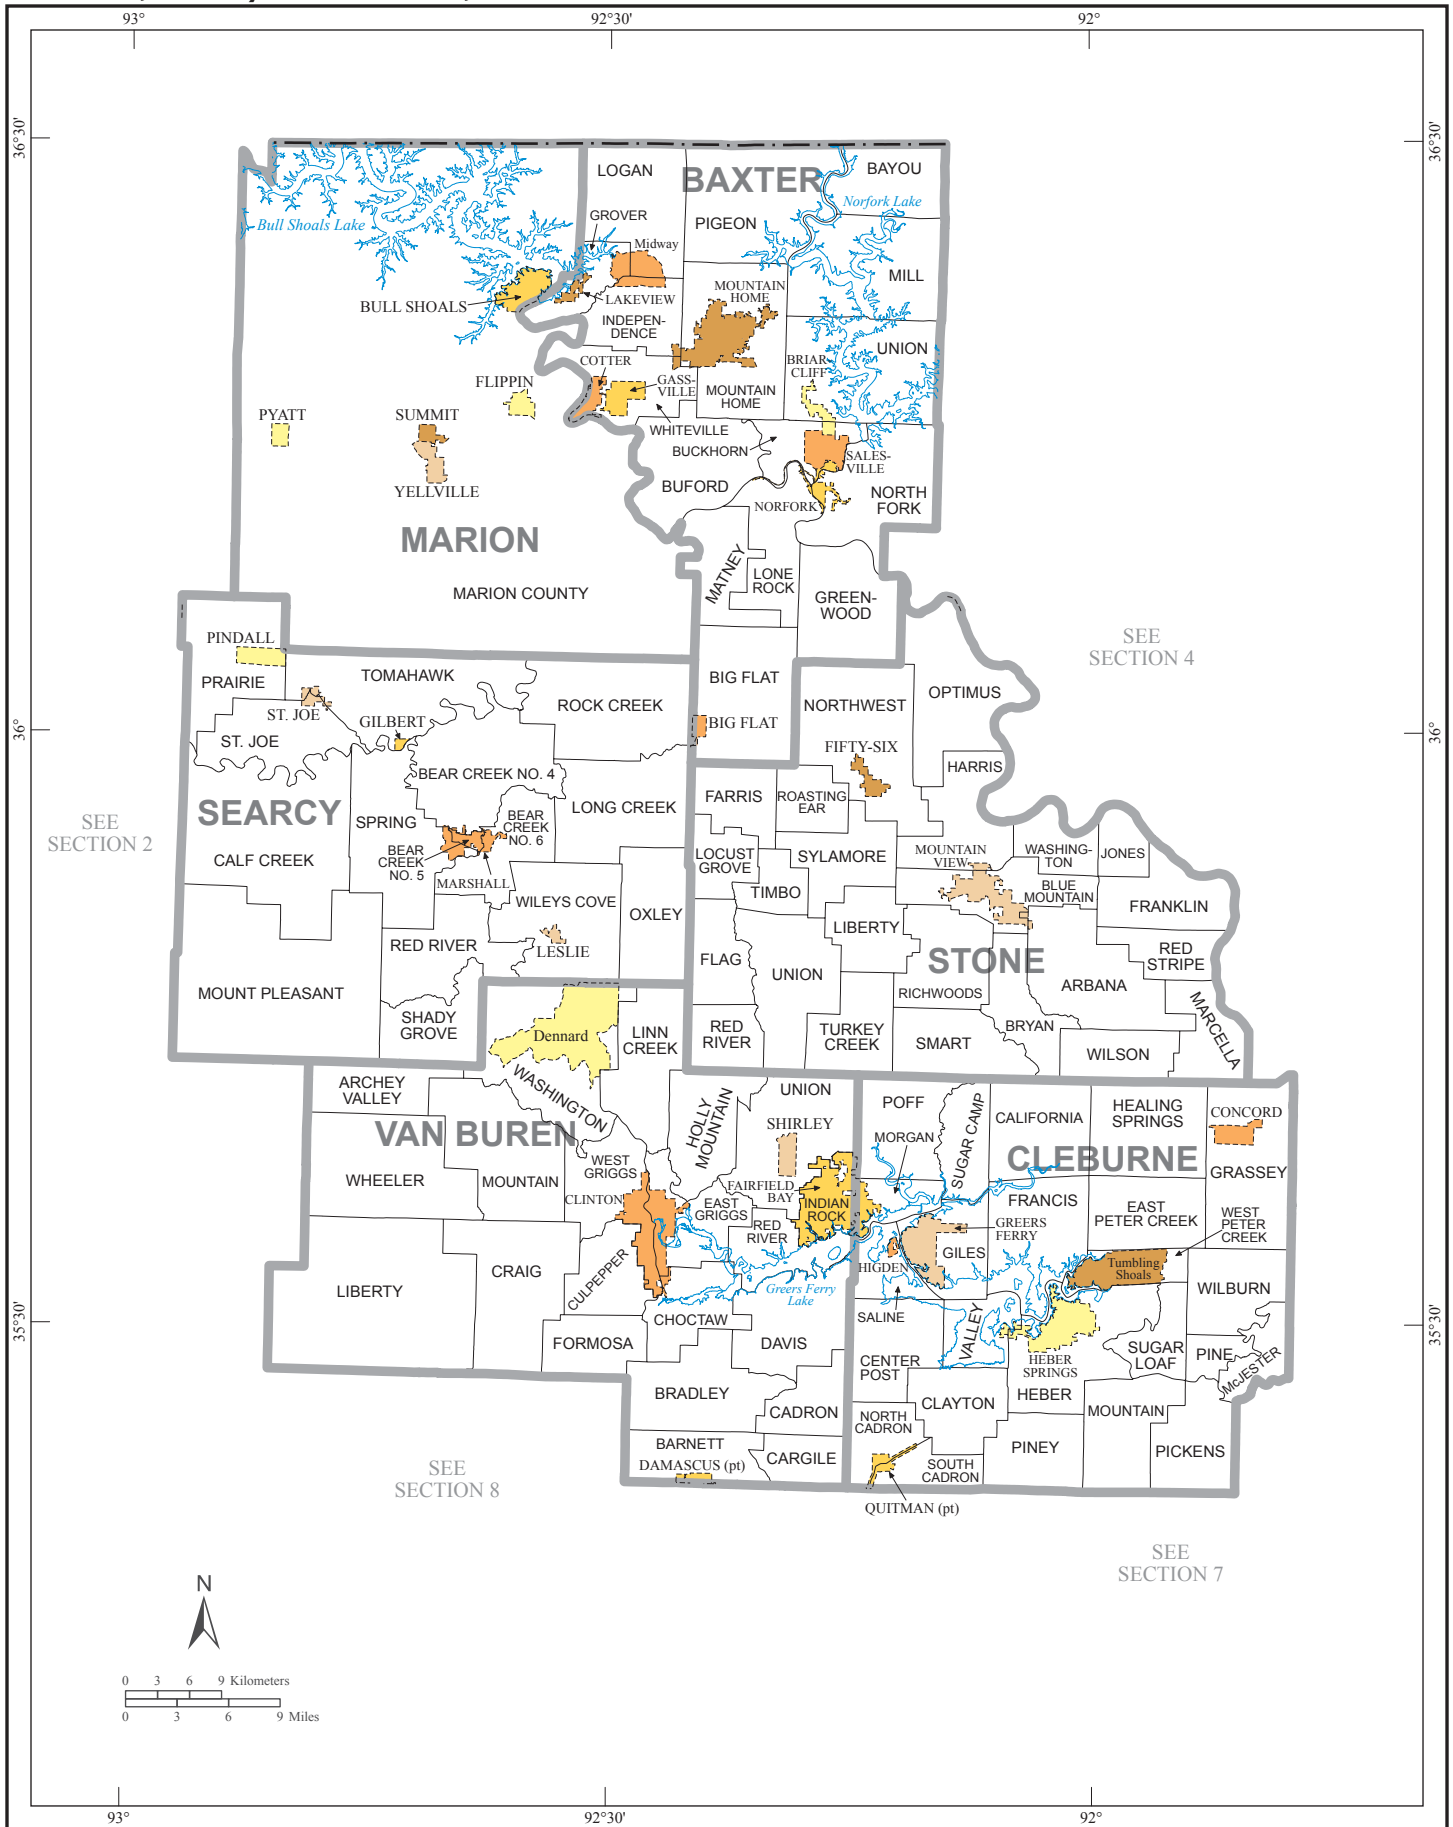 93°
92°30'
92°
36°30'
36°30'
LOGAN
BAXTER
BAYOU
Norfork Lake
Bull Shoals Lake
GROVER
PIGEON
Midway
MILL
BULL SHOALS
LAKEVIEW
MOUNTAIN
HOME
INDEPEN-
DENCE
UNION
COTTER
BRIAR-
CLIFF
FLIPPIN
GASS-
VILLE
MOUNTAIN
HOME
PYATT
SUMMIT
WHITEVILLE
BUCKHORN
SALES-
VILLE
YELLVILLE
BUFORD
NORFORK
NORTH
FORK
MARION
MATNEY
LONE
ROCK
MARION COUNTY
GREEN-
WOOD
SEE
SECTION 4
PINDALL
TOMAHAWK
PRAIRIE
BIG FLAT
OPTIMUS
ROCK CREEK
NORTHWEST
ST. JOE
GILBERT
BIG FLAT
36°
36°
ST. JOE
FIFTY-SIX
HARRIS
BEAR CREEK NO. 4
FARRIS
ROASTING
EAR
SEARCY
LONG CREEK
SPRING
BEAR
CREEK
NO. 6
SEE
SECTION 2
CALF CREEK
BEAR
CREEK
NO. 5
LOCUST
GROVE
SYLAMORE
MOUNTAIN
VIEW
WASHING-
TON
JONES
MARSHALL
TIMBO
BLUE
MOUNTAIN
WILEYS COVE
OXLEY
FRANKLIN
LIBERTY
RED RIVER
LESLIE
FLAG
STONE
RED
STRIPE
UNION
MOUNT PLEASANT
RICHWOODS
ARBANA
MARCELLA
SHADY
GROVE
Dennard
LINN
CREEK
RED
RIVER
TURKEY
CREEK
SMART
BRYAN
WILSON
ARCHEY
VALLEY
WASHINGTON
HOLLY
MOUNTAIN
UNION
POFF
SUGAR CAMP
CALIFORNIA
HEALING
SPRINGS
CONCORD
VAN BUREN
SHIRLEY
MORGAN
CLEBURNE
WEST
GRIGGS
GRASSEY
WHEELER
MOUNTAIN
CLINTON
FAIRFIELD
BAY
INDIAN
ROCK
FRANCIS
EAST
GRIGGS
EAST
PETER CREEK
WEST
PETER
CREEK
RED
RIVER
GREERS
FERRY
GILES
HIGDEN
CRAIG
CULPEPPER
Tumbling
Shoals
LIBERTY
Greers Ferry
Lake
WILBURN
35°30'
35°30'
CHOCTAW
SALINE
VALLEY
FORMOSA
DAVIS
CENTER
POST
HEBER
SPRINGS
SUGAR
LOAF
PINE
McJESTER
BRADLEY
CLAYTON
HEBER
CADRON
MOUNTAIN
NORTH
CADRON
BARNETT
CARGILE
PINEY
PICKENS
DAMASCUS (pt)
SOUTH
CADRON
SEE
SECTION 8
QUITMAN (pt)
SEE
SECTION 7
N
0 3 6 9 Kilometers
0 3 6 9 Miles
93°
92°30'
92°